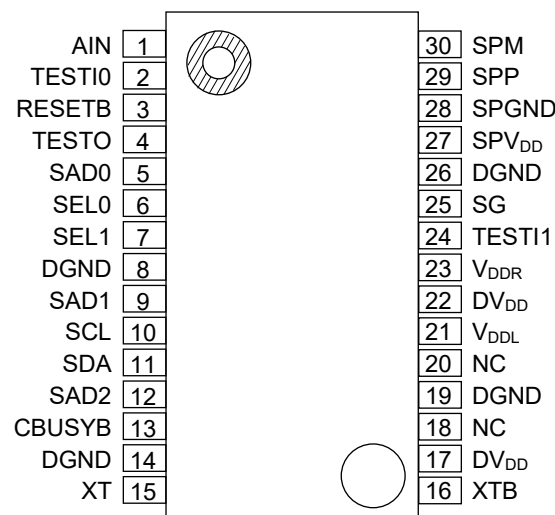 AIN 1 30 SPM
TESTI0 2 29 SPP
RESETB 3 28 SPGND
TESTO 4 27 SPVDD
SAD0 5 26 DGND
SEL0 6 25 SG
SEL1 7 24 TESTI1
DGND 8 23 VDDR
SAD1 9 22 DVDD
SCL 10 21 VDDL
SDA 11 20 NC
SAD2 12 19 DGND
CBUSYB 13 18 NC
DGND 14 17 DVDD
XT 15 16 XTB